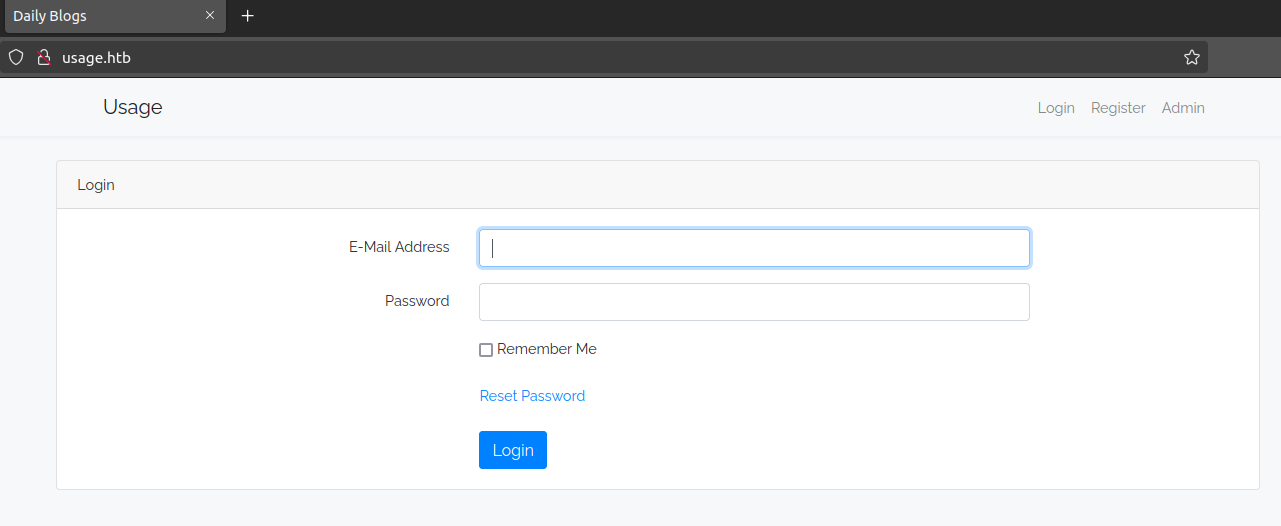 Daily Blogs
usage.htb
Usage Login Register Admin
Login
E-Mail Address
Password
Remember Me
Reset Password
Login